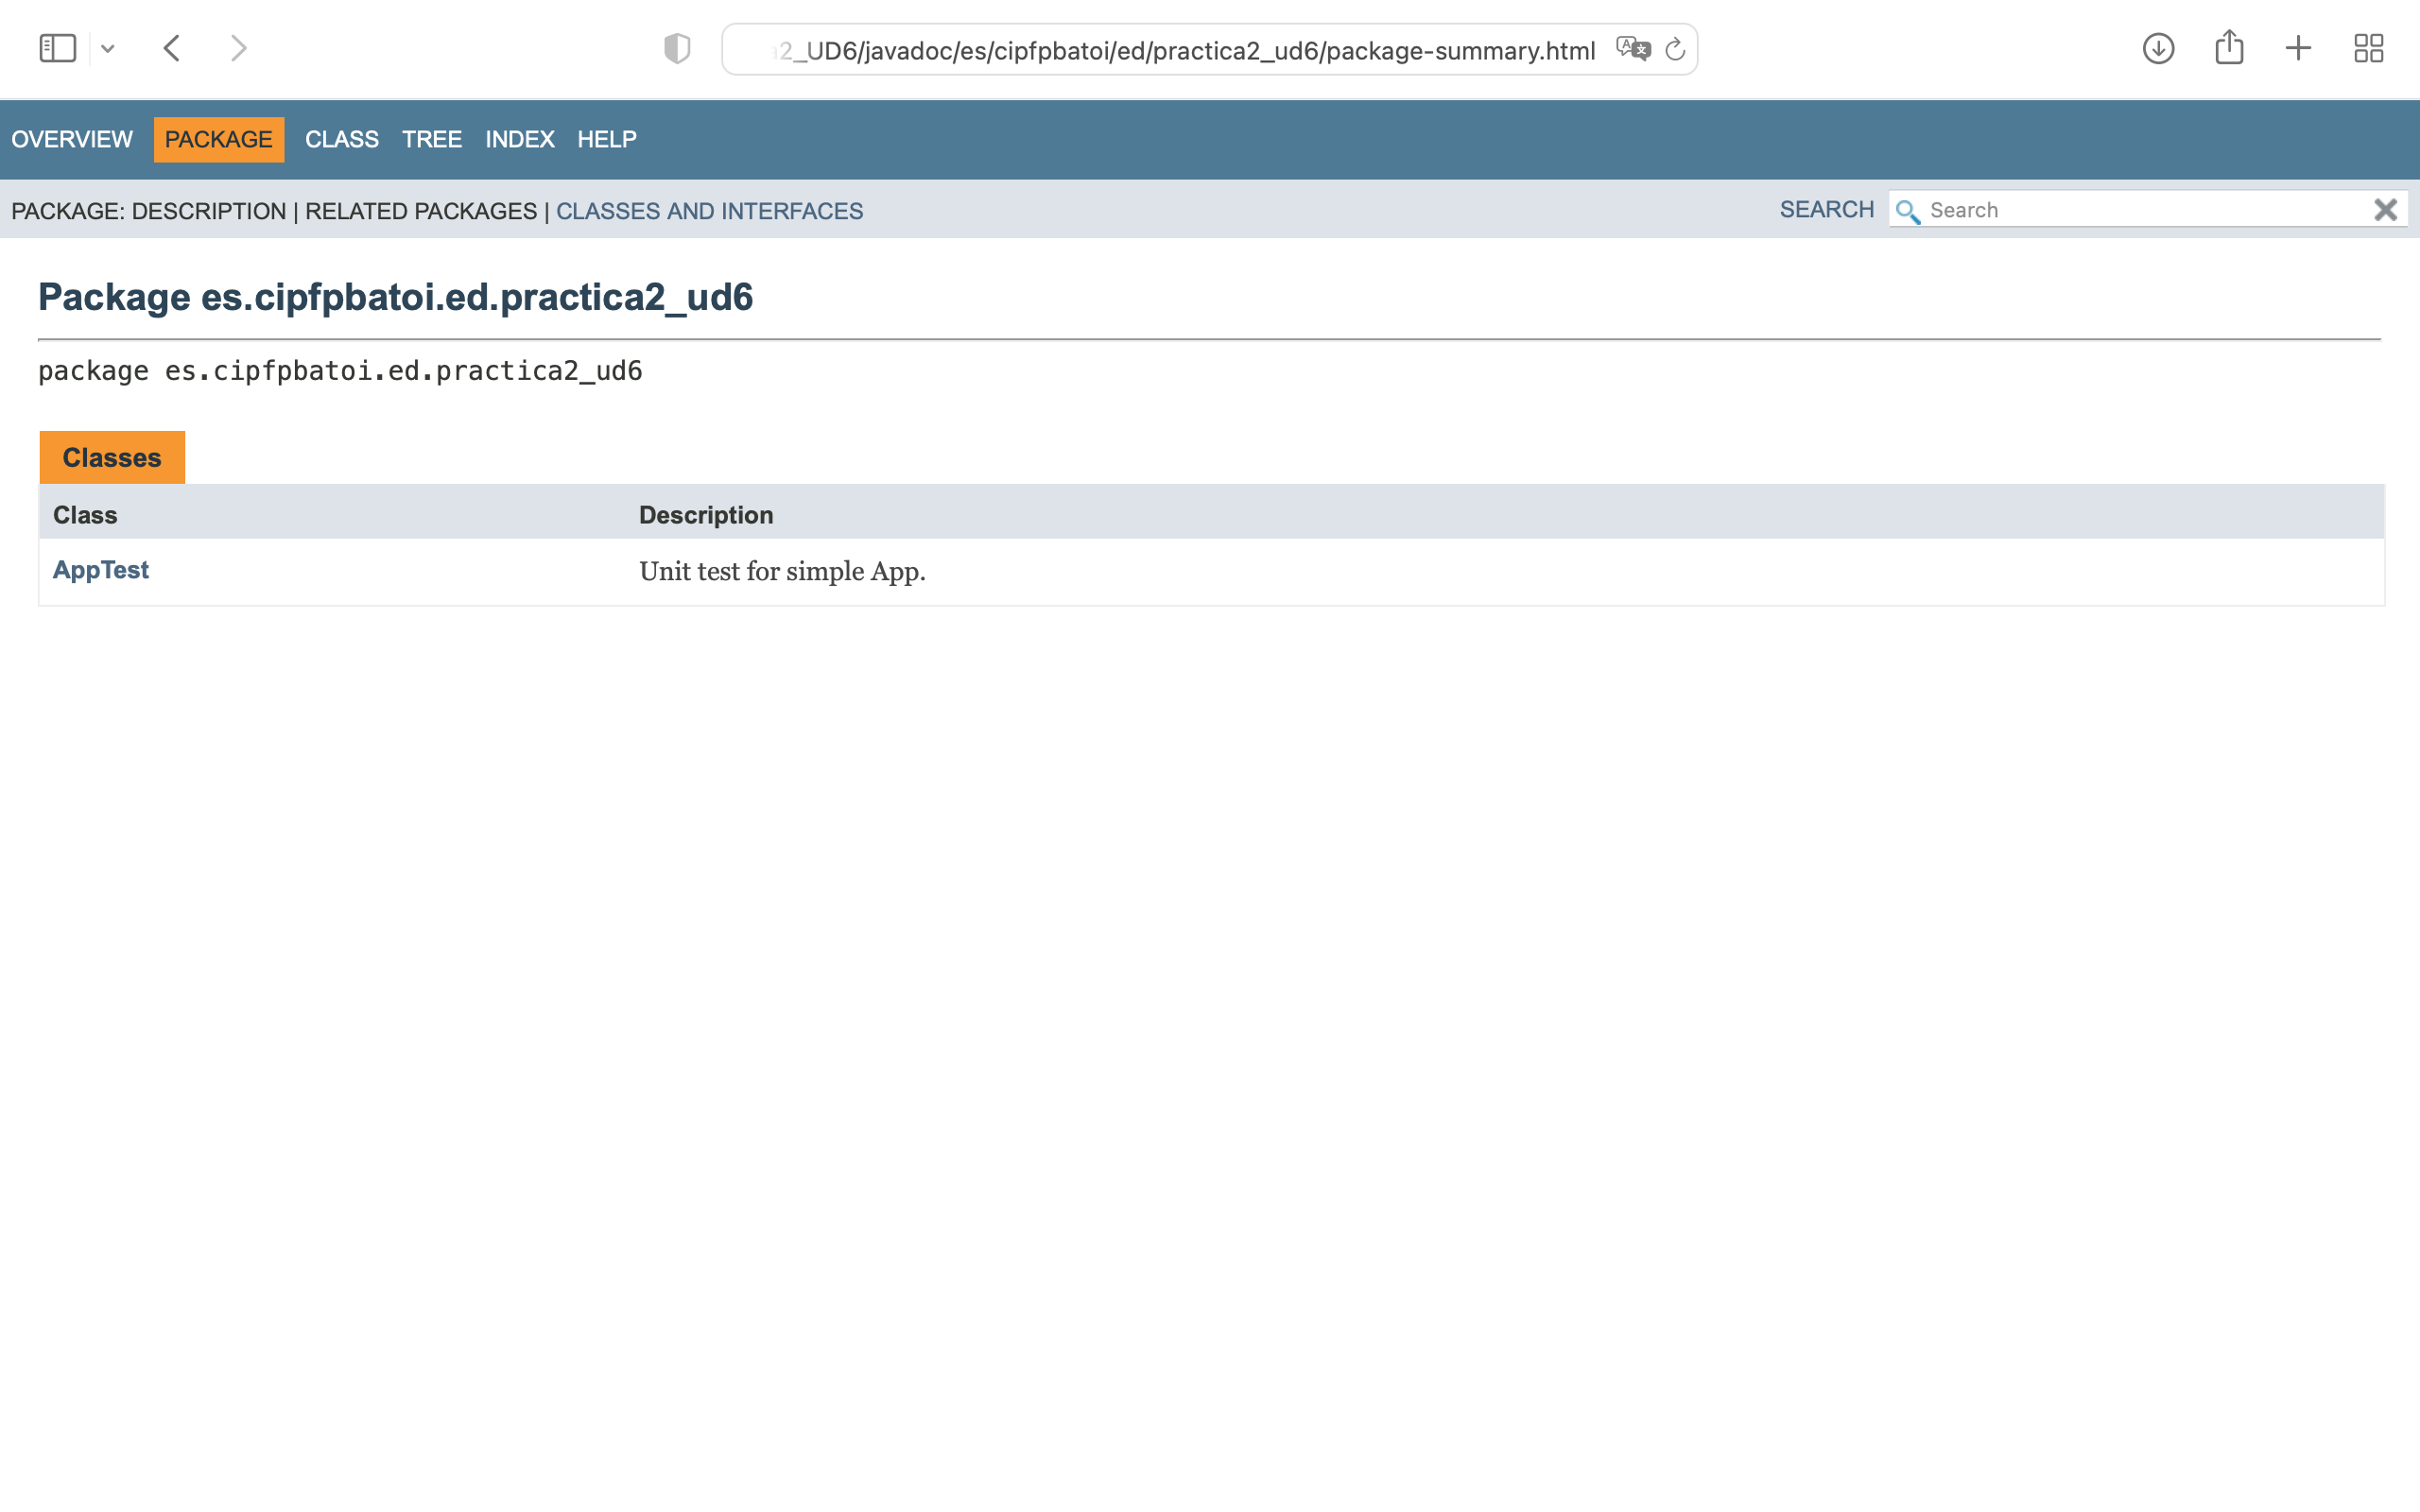 2_UD6/javadoc/es/cipfpbatoi/ed/practica2_ud6/package-summary.html
OVERVIEW PACKAGE CLASS TREE INDEX HELP
PACKAGE: DESCRIPTION | RELATED PACKAGES | CLASSES AND INTERFACES SEARCH Search
Package es.cipfpbatoi.ed.practica2_ud6
package es.cipfpbatoi.ed.practica2_ud6
Classes
Class Description
AppTest Unit test for simple App.